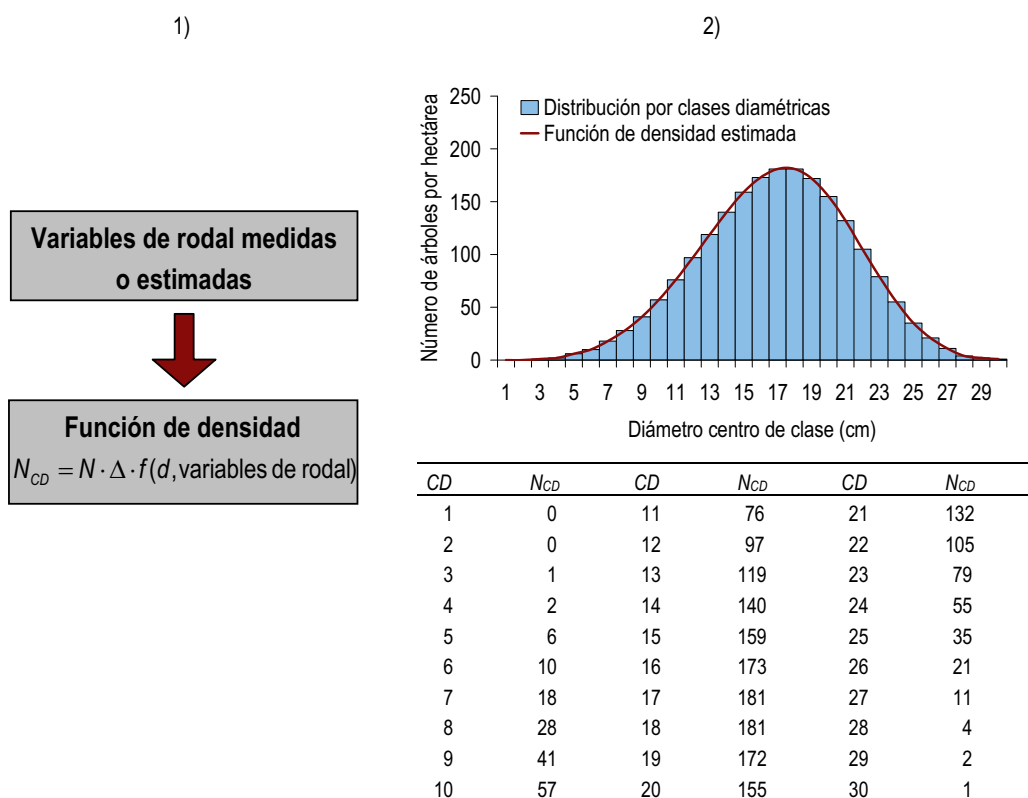 1)
Variables de rodal medidas
o estimadas
Función de densidad
N_CD = N · Δ · f(d, variables de rodal)
2)
Número de árboles por hectárea
250
200
150
100
50
0
Distribución por clases diamétricas
Función de densidad estimada
1 3 5 7 9 11 13 15 17 19 21 23 25 27 29
Diámetro centro de clase (cm)
CD N_CD CD N_CD CD N_CD
1 0 11 76 21 132
2 0 12 97 22 105
3 1 13 119 23 79
4 2 14 140 24 55
5 6 15 159 25 35
6 10 16 173 26 21
7 18 17 181 27 11
8 28 18 181 28 4
9 41 19 172 29 2
10 57 20 155 30 1